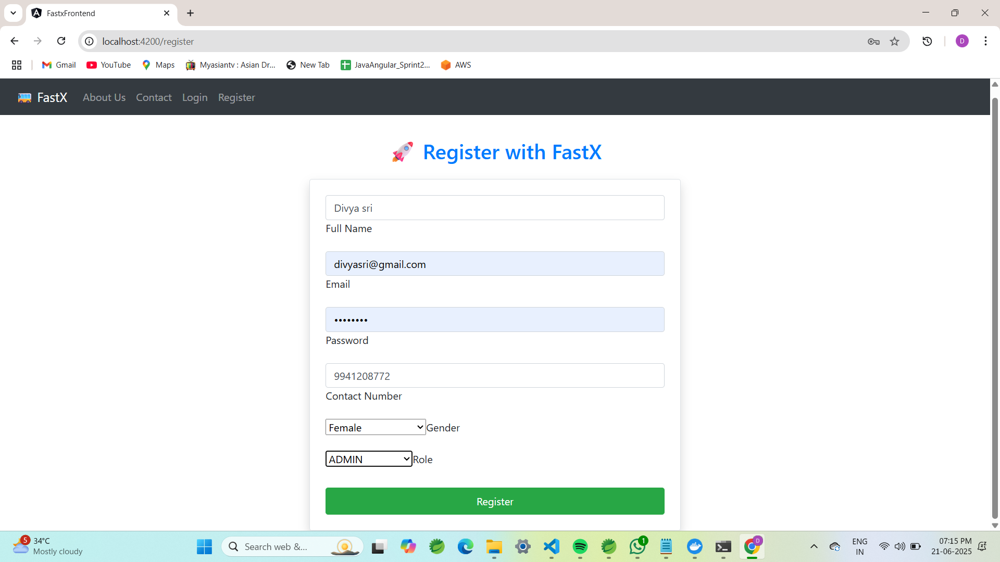 FastxFrontend
localhost:4200/register
D
Gmail YouTube Maps Myasiantv : Asian Dr... New Tab JavaAngular_Sprint2... AWS
FastX About Us Contact Login Register
Register with FastX
Divya sri
Full Name
divyasri@gmail.com
Email
••••••••
Password
9941208772
Contact Number
Female Gender
ADMIN Role
Register
5
34°C
Mostly cloudy
Search web &...
1
D
ENG
IN
07:15 PM
21-06-2025